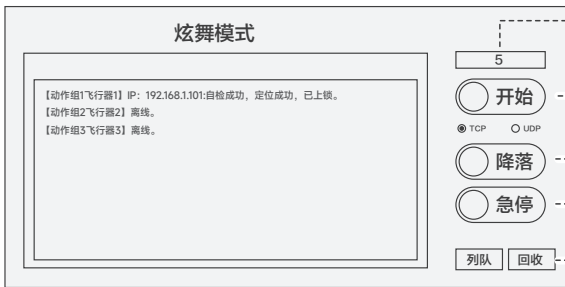 炫舞模式
5
【动作组1飞行器1】IP：192.168.1.101:自检成功，定位成功，已上锁。
【动作组2飞行器2】离线。
【动作组3飞行器3】离线。
开始
TCP UDP
降落
急停
列队 回收